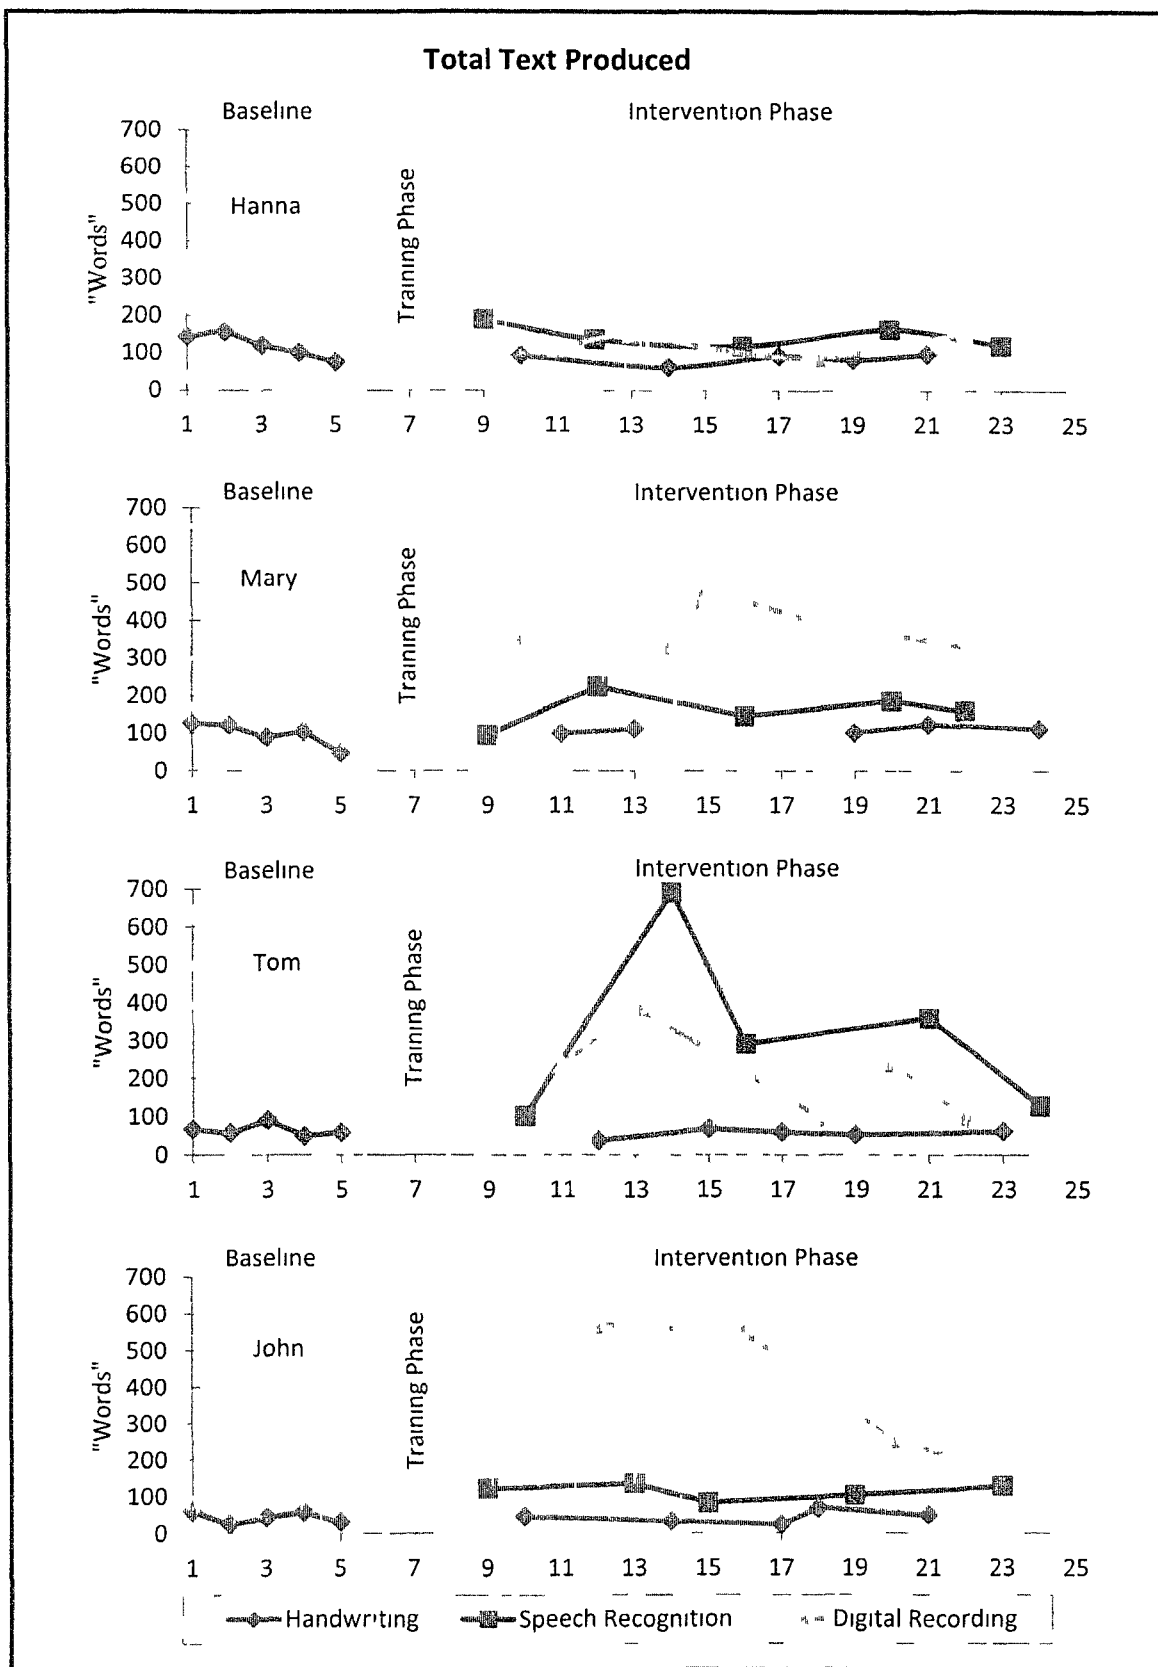 Total Text Produced
Baseline Intervention Phase
700
600
500
400
300
200
100
0
"Words"
Hanna
Training Phase
1 3 5 7 9 11 13 15 17 19 21 23 25
Baseline Intervention Phase
700
600
500
400
300
200
100
0
"Words"
Mary
Training Phase
1 3 5 7 9 11 13 15 17 19 21 23 25
Baseline Intervention Phase
700
600
500
400
300
200
100
0
"Words"
Tom
Training Phase
1 3 5 7 9 11 13 15 17 19 21 23 25
Baseline Intervention Phase
700
600
500
400
300
200
100
0
"Words"
John
Training Phase
1 3 5 7 9 11 13 15 17 19 21 23 25
Handwriting Speech Recognition Digital Recording